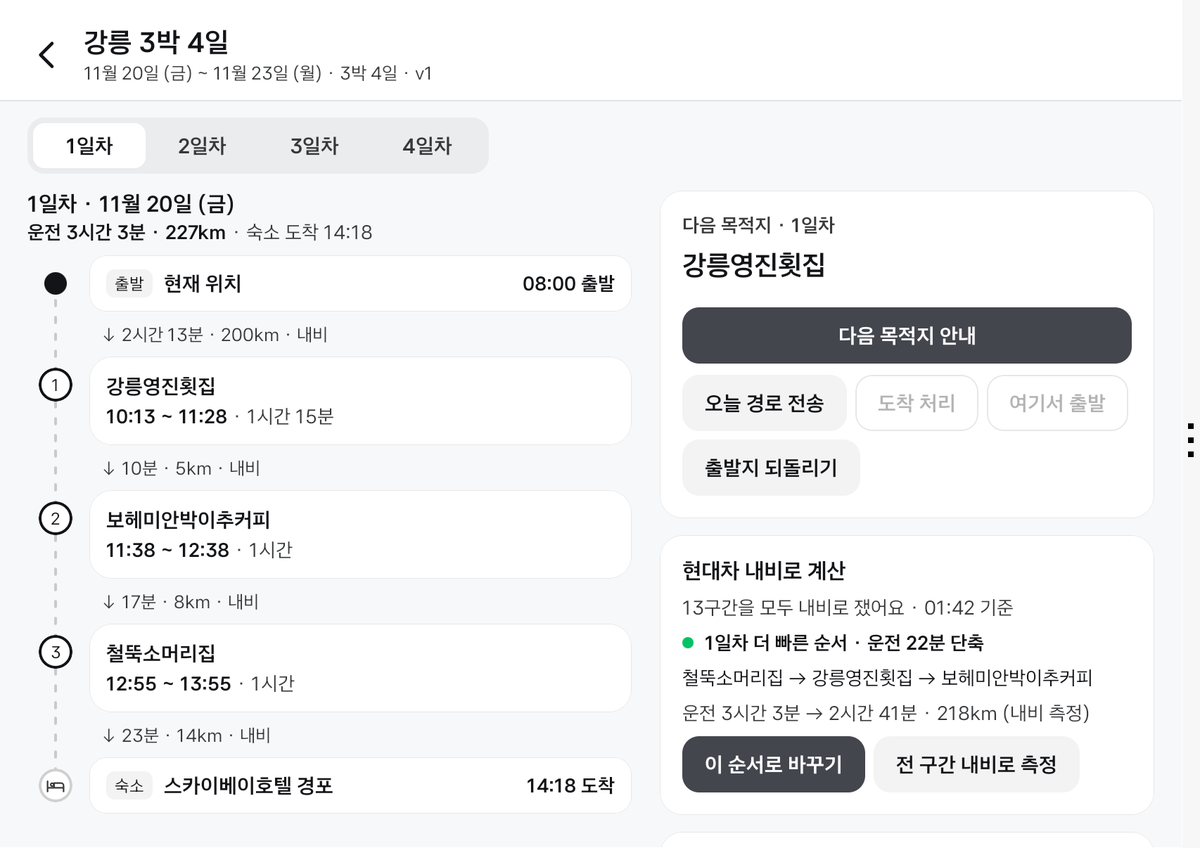 강릉 3박 4일
11월 20일 (금) ~ 11월 23일 (월) · 3박 4일 · v1
1일차 2일차 3일차 4일차
1일차 · 11월 20일 (금)
운전 3시간 3분 · 227km · 숙소 도착 14:18
출발 현재 위치 08:00 출발
↓ 2시간 13분 · 200km · 내비
1 강릉영진횟집
10:13 ~ 11:28 · 1시간 15분
↓ 10분 · 5km · 내비
2 보헤미안박이추커피
11:38 ~ 12:38 · 1시간
↓ 17분 · 8km · 내비
3 철뚝소머리집
12:55 ~ 13:55 · 1시간
↓ 23분 · 14km · 내비
숙소 스카이베이호텔 경포 14:18 도착
다음 목적지 · 1일차
강릉영진횟집
다음 목적지 안내
오늘 경로 전송 도착 처리 여기서 출발
출발지 되돌리기
현대차 내비로 계산
13구간을 모두 내비로 쟀어요 · 01:42 기준
1일차 더 빠른 순서 · 운전 22분 단축
철뚝소머리집 → 강릉영진횟집 → 보헤미안박이추커피
운전 3시간 3분 → 2시간 41분 · 218km (내비 측정)
이 순서로 바꾸기 전 구간 내비로 측정